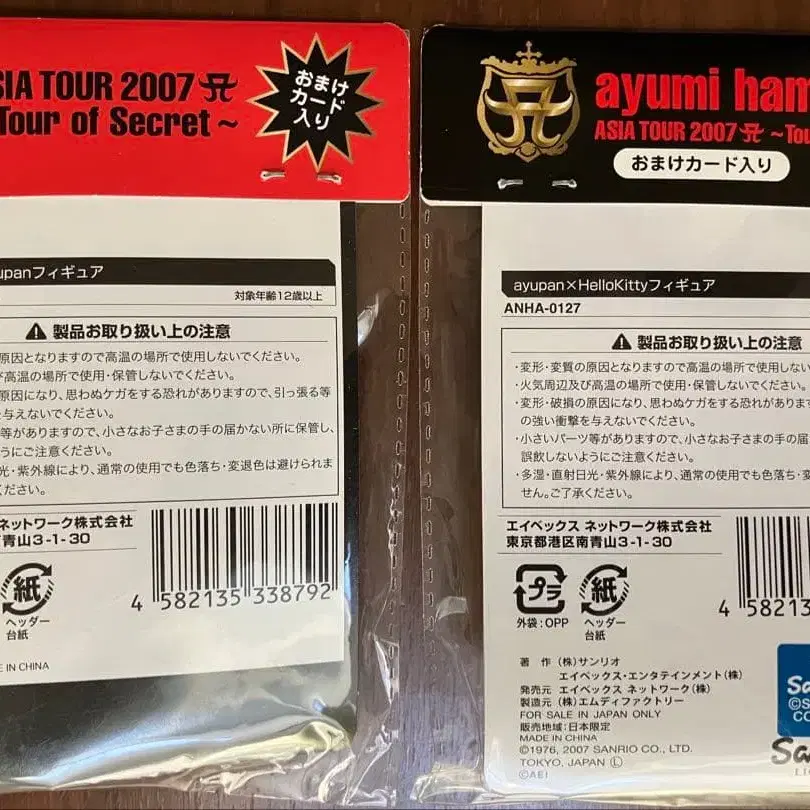 SIA TOUR 2007
Tour of Secret～
おまけ
カード
入り
upanフィギュア
対象年齢12歳以上
製品お取り扱い上の注意
原因となりますので高温の場所で使用しないでください。
び高温の場所で使用・保管しないでください。
原因になり、思わぬケガをする恐れがありますので、引っ張る等
を与えないでください。
等がありますので、小さなお子さまの手の届かない所に保管し、
うにご注意ください。
光・紫外線により、通常の使用でも色落ち・変退色は避けられま
ください。
ネットワーク株式会社
青山3-1-30
紙
ヘッダー
台紙
4 582135 338792
E IN CHINA
ayumi ham
ASIA TOUR 2007 ～Tou
おまけカード入り
ayupan×HelloKittyフィギュア
ANHA-0127
製品お取り扱い上の注意
・変形・変質の原因となりますので高温の場所で使用しない
・火気周辺及び高温の場所で使用・保管しないでください。
・変形・破損の原因になり、思わぬケガをする恐れがありま
の強い衝撃を与えないでください。
・小さいパーツ等がありますので、小さなお子さまの手の届
誤飲しないようにご注意ください。
・多湿・直射日光・紫外線により、通常の使用でも色落ち・変
せん。ご了承ください。
エイベックス ネットワーク株式会社
東京都港区南青山3-1-30
プラ
外袋：OPP
紙
ヘッダー
台紙
4 58213
著 作 (株)サンリオ
エイベックス・エンタテインメント(株)
発売元 エイベックス ネットワーク(株)
製造元 (株)エムディファクトリー
FOR SALE IN JAPAN ONLY
販売地域：日本限定
MADE IN CHINA
©1976, 2007 SANRIO CO., LTD.
TOKYO, JAPAN Ⓛ
©AEI
Sa
©S
CO
Sa
LI